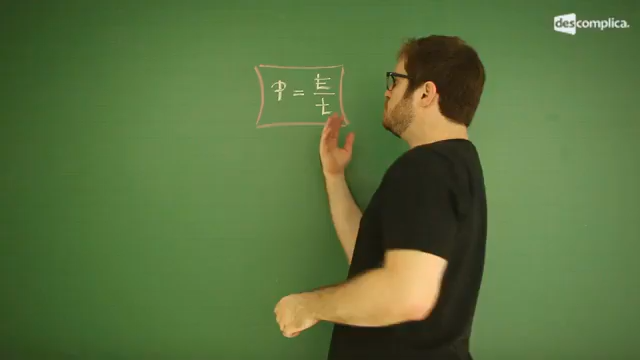 descomplica.
P = E/t